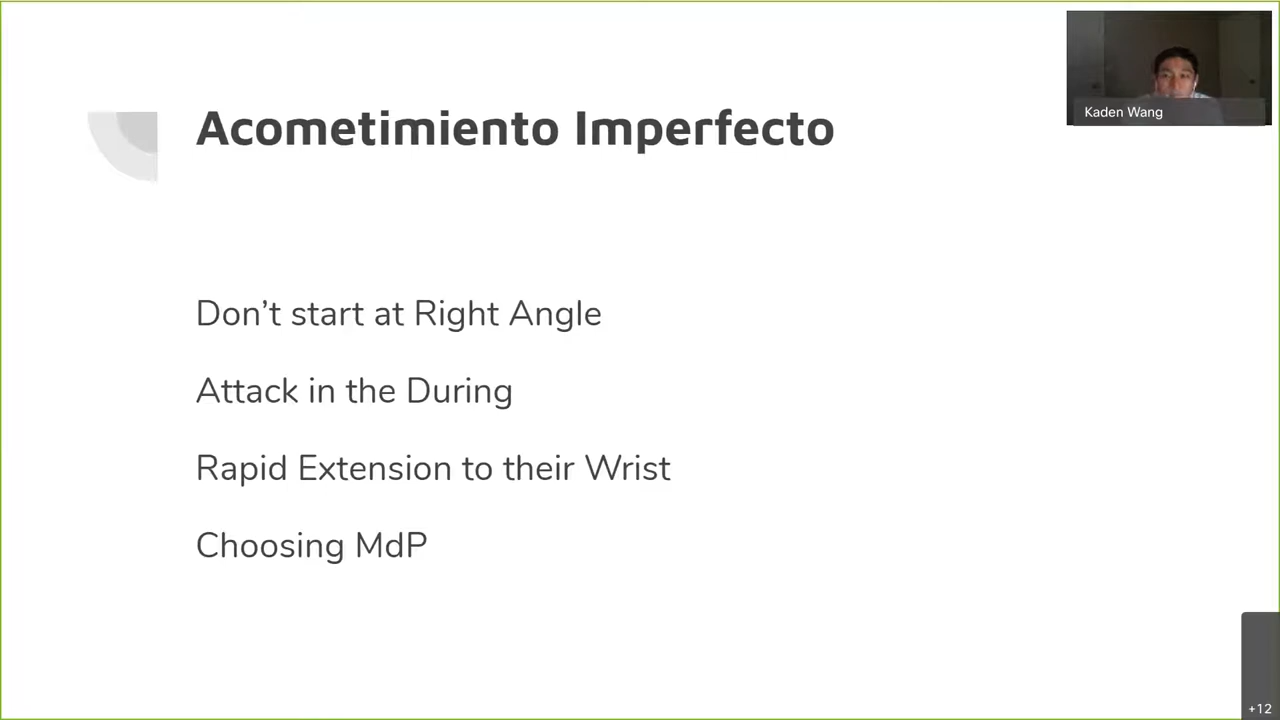 Acometimiento Imperfecto
Kaden Wang
Don’t start at Right Angle
Attack in the During
Rapid Extension to their Wrist
Choosing MdP
+12